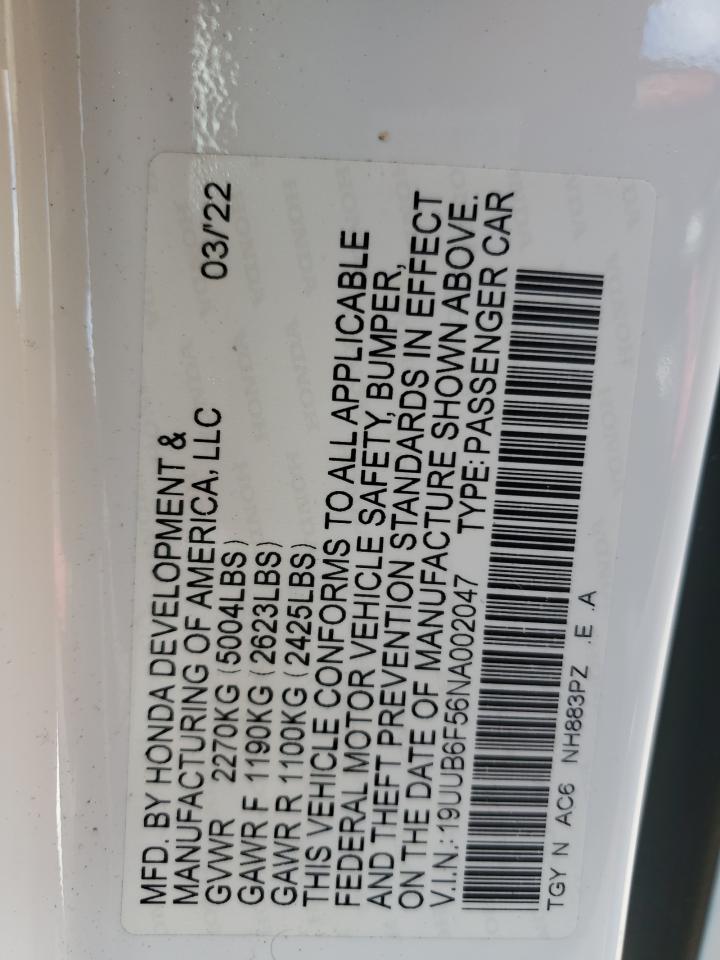 MFD. BY HONDA DEVELOPMENT &
MANUFACTURING OF AMERICA, LLC 03/'22
GVWR 2270KG (5004LBS)
GAWR F 1190KG (2623LBS)
GAWR R 1100KG (2425LBS)
THIS VEHICLE CONFORMS TO ALL APPLICABLE
FEDERAL MOTOR VEHICLE SAFETY, BUMPER,
AND THEFT PREVENTION STANDARDS IN EFFECT
ON THE DATE OF MANUFACTURE SHOWN ABOVE.
V.I.N.: 19UUB6F56NA002047 TYPE: PASSENGER CAR
TGY N AC6 NH883PZ .E .A